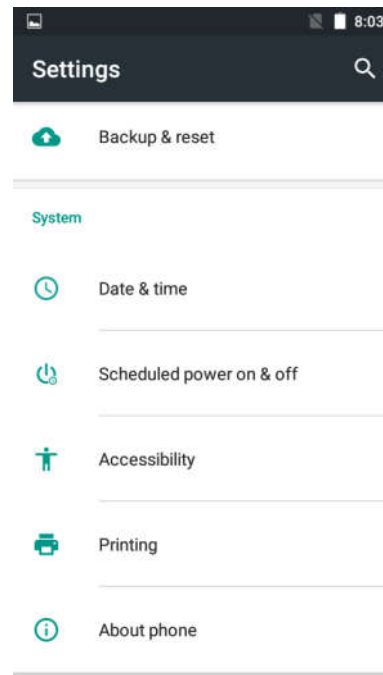 8:03
Settings
Backup & reset
System
Date & time
Scheduled power on & off
Accessibility
Printing
About phone